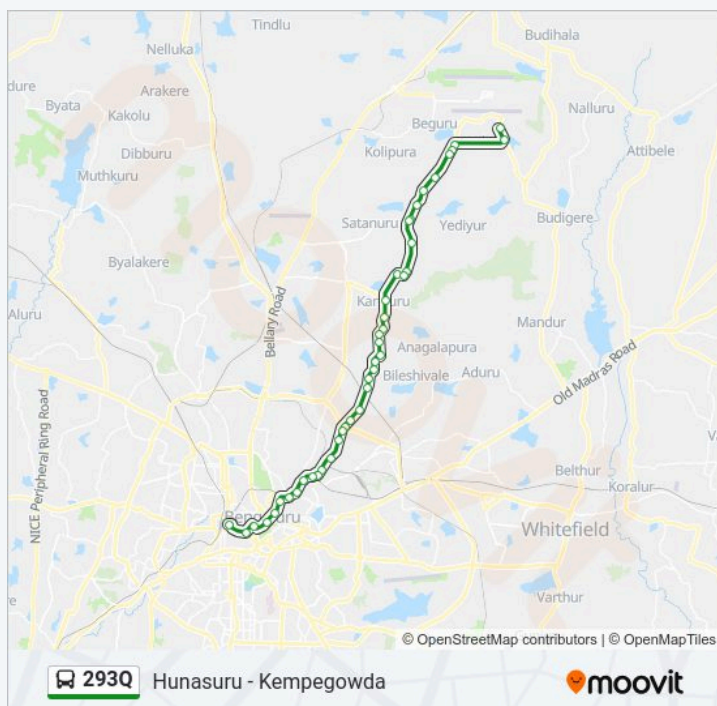 Tindlu
Budihala
Nelluka
dure
Arakere
Byata
Kakolu
Nalluru
Beguru
Dibburu
Kolipura
Attibele
Muthkuru
Satanuru
Yediyur
Budigere
Byalakere
Kannuru
Aluru
Bellary Road
Mandur
Anagalapura
Bileshivale
Aduru
Old Madras Road
NICE Peripheral Ring Road
Belthur
Koralur
Bengaluru
Whitefield
Varthur
© OpenStreetMap contributors | © OpenMapTiles
293Q Hunasuru - Kempegowda
moovit